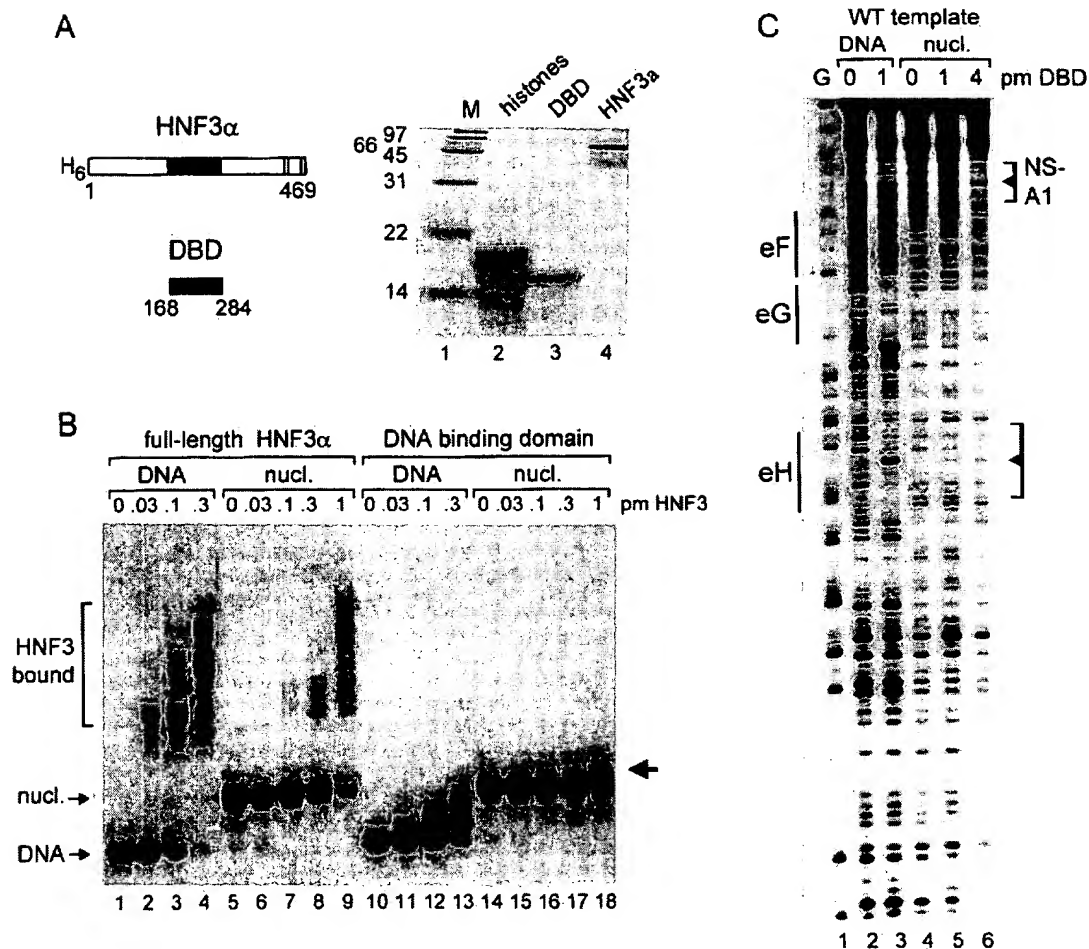 A
HNF3α
H6
1
469
DBD
168
284
M
histones
DBD
HNF3a
97
66
45
31
22
14
1 2 3 4
B
full-length HNF3α
DNA binding domain
DNA
nucl.
DNA
nucl.
0 .03 .1 .3
0 .03 .1 .3 1
0 .03 .1 .3
0 .03 .1 .3 1
pm HNF3
HNF3
bound
nucl.
DNA
1 2 3 4 5 6 7 8 9 10 11 12 13 14 15 16 17 18
C
WT template
DNA
nucl.
G 0 1 0 1 4 pm DBD
NS-
A1
eF
eG
eH
1 2 3 4 5 6